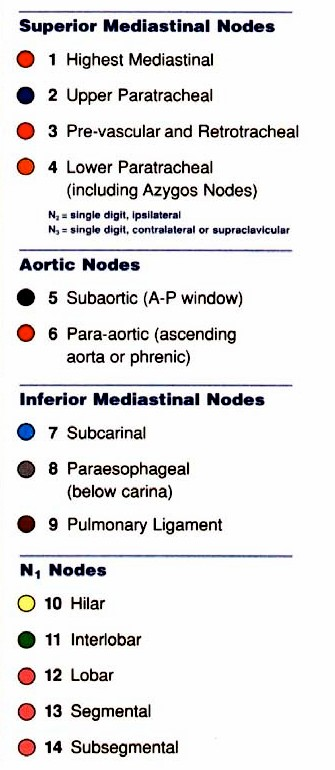 Superior Mediastinal Nodes
1 Highest Mediastinal
2 Upper Paratracheal
3 Pre-vascular and Retrotracheal
4 Lower Paratracheal
(including Azygos Nodes)
N₂ = single digit, ipsilateral
N₃ = single digit, contralateral or supraclavicular
Aortic Nodes
5 Subaortic (A-P window)
6 Para-aortic (ascending
aorta or phrenic)
Inferior Mediastinal Nodes
7 Subcarinal
8 Paraesophageal
(below carina)
9 Pulmonary Ligament
N₁ Nodes
10 Hilar
11 Interlobar
12 Lobar
13 Segmental
14 Subsegmental